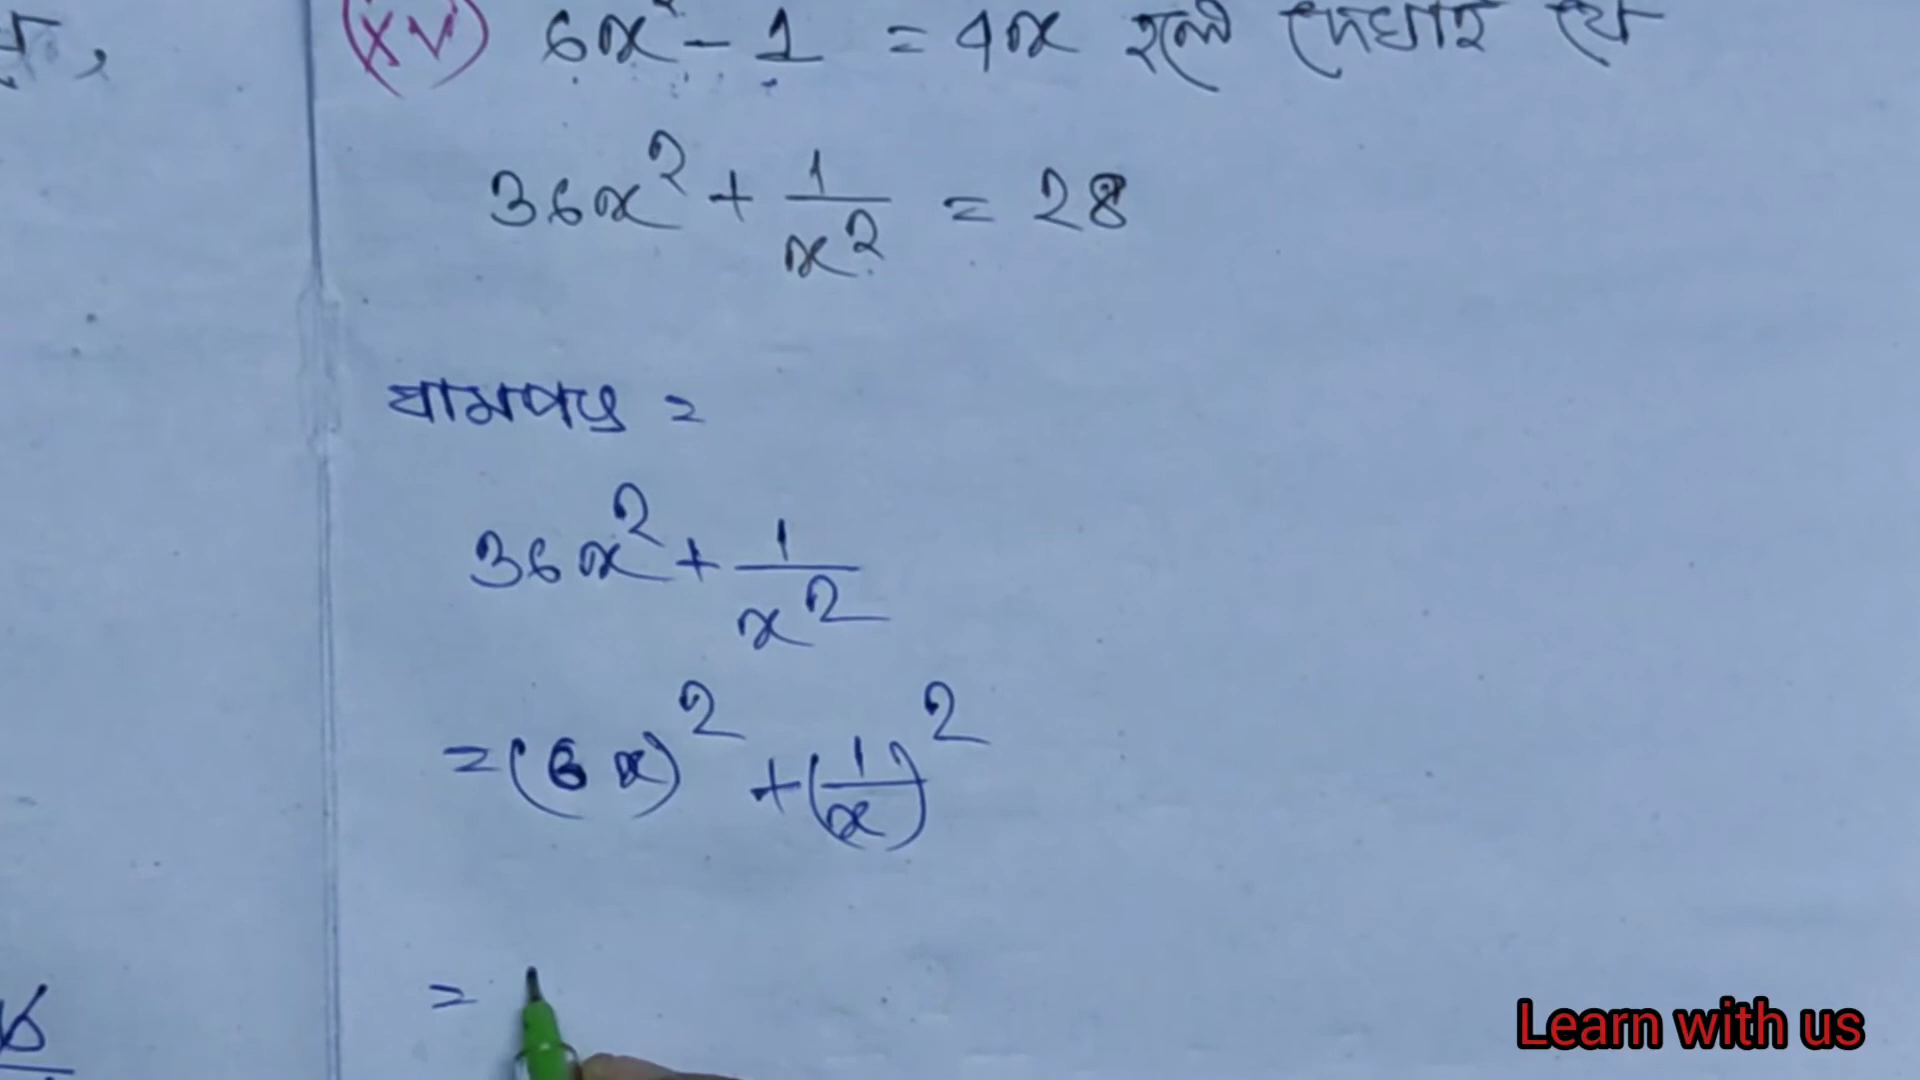 (xv) 6x² - 1 = 4x হলে দেখাও যে
36x² + 1/x² = 28
বামপক্ষ =
36x² + 1/x²
= (6x)² + (1/x)²
=
Learn with us